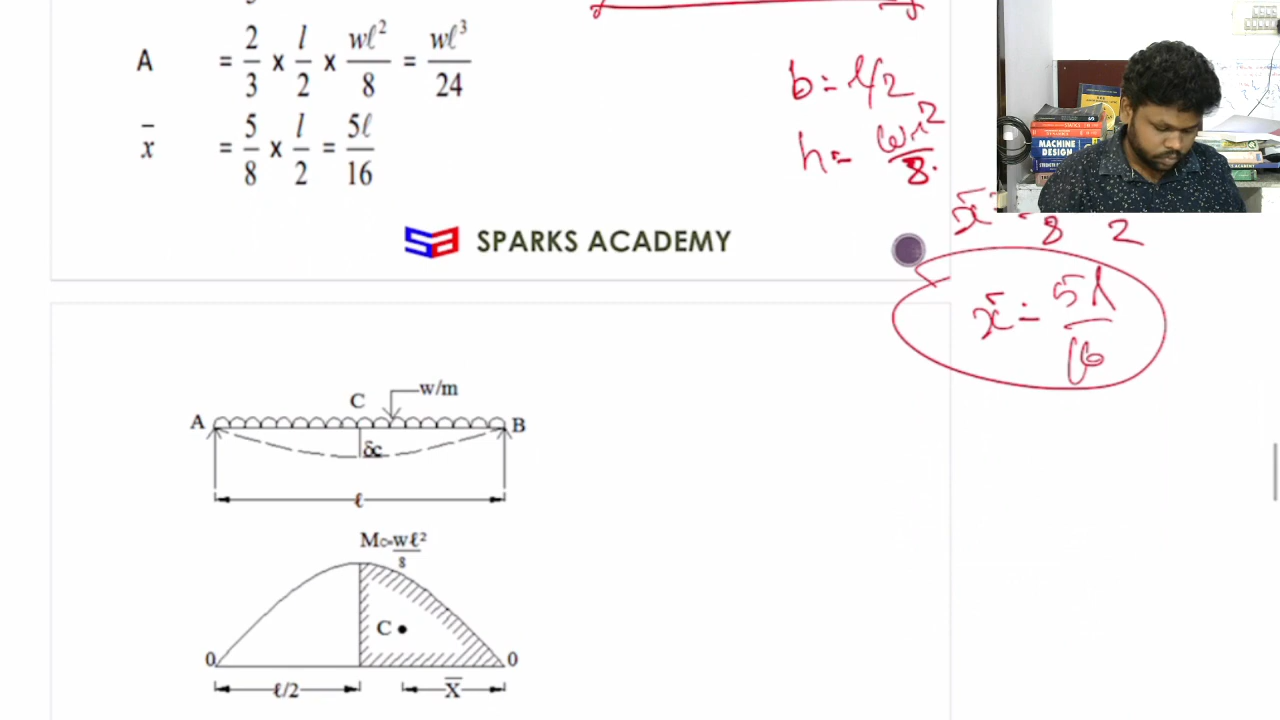 A = 2/3 x l/2 x wℓ²/8 = wℓ³/24
x̄ = 5/8 x l/2 = 5ℓ/16
b = l/2
h = wl²/8
x̄ = 8 2
x̄ = 5l/16
MACHINE DESIGN
SPARKS ACADEMY
C w/m
A B
δc
ℓ
Mc=wℓ²/8
C
0 0
ℓ/2 X̄